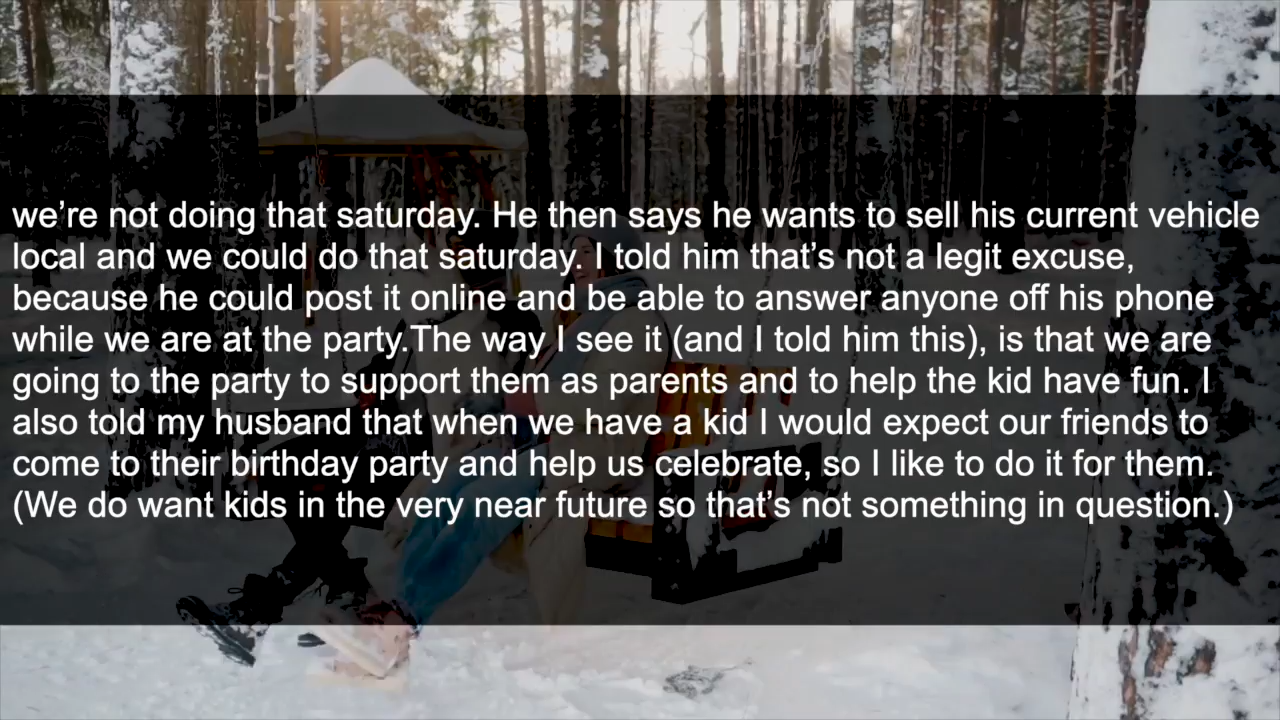 we’re not doing that saturday. He then says he wants to sell his current vehicle
local and we could do that saturday. I told him that’s not a legit excuse,
because he could post it online and be able to answer anyone off his phone
while we are at the party.The way I see it (and I told him this), is that we are
going to the party to support them as parents and to help the kid have fun. I
also told my husband that when we have a kid I would expect our friends to
come to their birthday party and help us celebrate, so I like to do it for them.
(We do want kids in the very near future so that’s not something in question.)